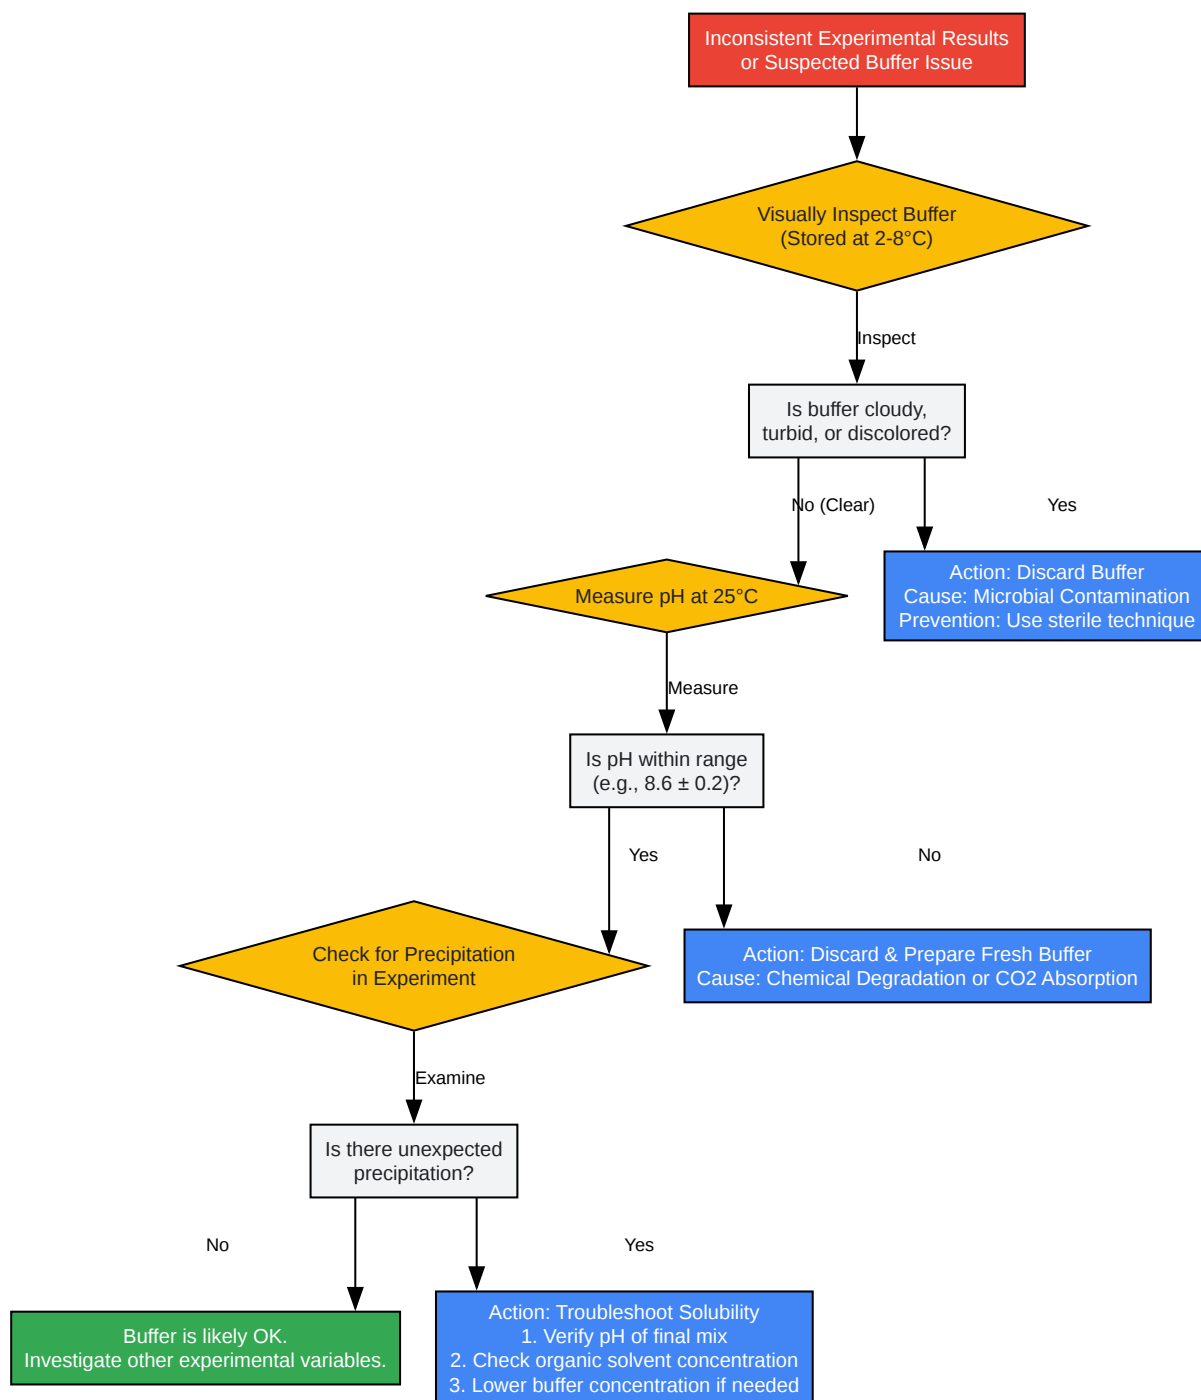 Inconsistent Experimental Results
or Suspected Buffer Issue
Visually Inspect Buffer
(Stored at 2-8°C)
Inspect
Is buffer cloudy,
turbid, or discolored?
No (Clear)
Yes
Action: Discard Buffer
Cause: Microbial Contamination
Prevention: Use sterile technique
Measure pH at 25°C
Measure
Is pH within range
(e.g., 8.6 ± 0.2)?
Yes
No
Action: Discard & Prepare Fresh Buffer
Cause: Chemical Degradation or CO2 Absorption
Check for Precipitation
in Experiment
Examine
Is there unexpected
precipitation?
No
Yes
Buffer is likely OK.
Investigate other experimental variables.
Action: Troubleshoot Solubility
1. Verify pH of final mix
2. Check organic solvent concentration
3. Lower buffer concentration if needed